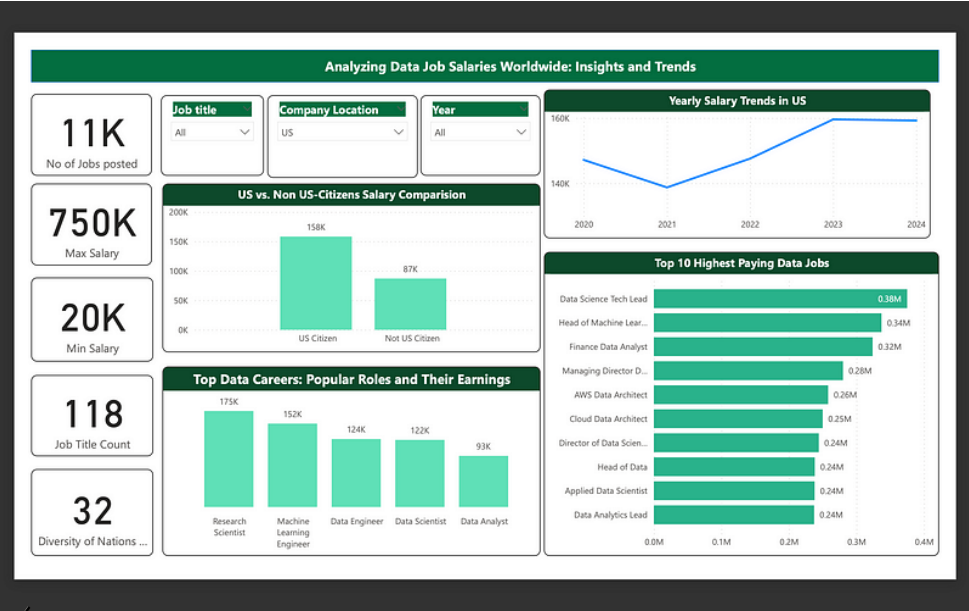 Analyzing Data Job Salaries Worldwide: Insights and Trends
11K
No of Jobs posted
Job title
All
Company Location
US
Year
All
Yearly Salary Trends in US
160K
140K
2020 2021 2022 2023 2024
750K
Max Salary
US vs. Non US-Citizens Salary Comparision
200K
150K
100K
50K
0K
158K
87K
US Citizen Not US Citizen
20K
Min Salary
Top 10 Highest Paying Data Jobs
Data Science Tech Lead 0.38M
Head of Machine Lear... 0.34M
Finance Data Analyst 0.32M
Managing Director D... 0.28M
AWS Data Architect 0.26M
Cloud Data Architect 0.25M
Director of Data Scien... 0.24M
Head of Data 0.24M
Applied Data Scientist 0.24M
Data Analytics Lead 0.24M
0.0M 0.1M 0.2M 0.3M 0.4M
118
Job Title Count
Top Data Careers: Popular Roles and Their Earnings
175K
152K
124K
122K
93K
Research
Scientist
Machine
Learning
Engineer
Data Engineer
Data Scientist
Data Analyst
32
Diversity of Nations ...